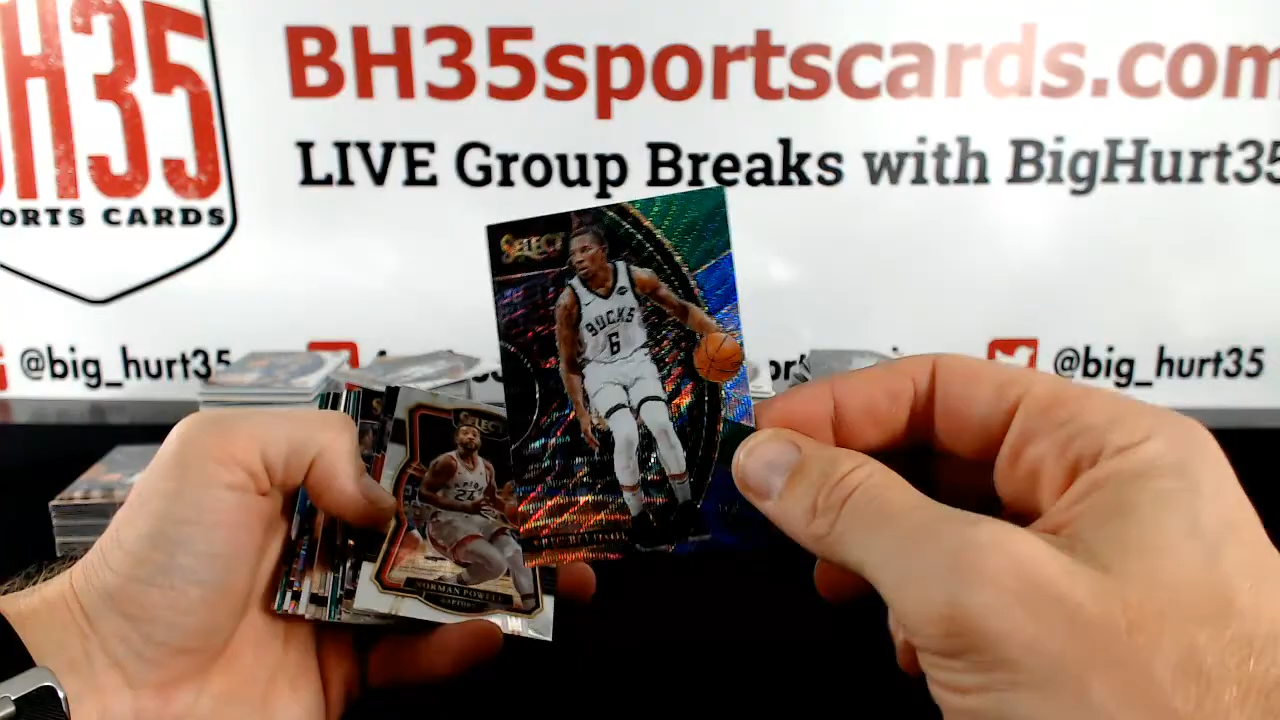 BH35sportscards.com
LIVE Group Breaks with BigHurt35
H35
ORTS CARDS
@big_hurt35
@big_hurt35
SELECT
BUCKS
6
SELECT
24
NORMAN POWELL
RAPTORS